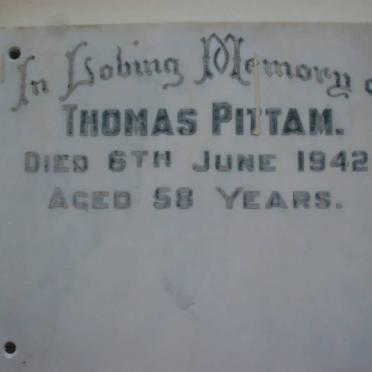 In Loving Memory o
THOMAS PITTAM.
DIED 6TH JUNE 1942
AGED 58 YEARS.